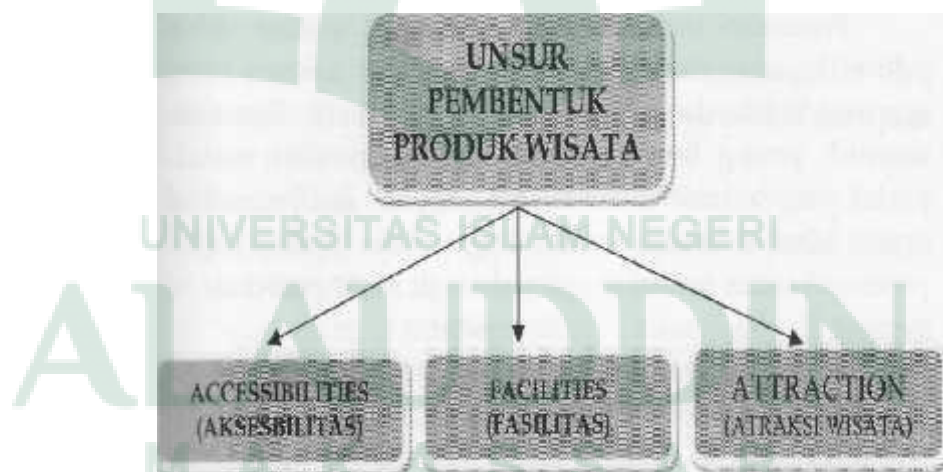 UNSUR
PEMBENTUK
PRODUK WISATA
UNIVERSITAS ISLAM NEGERI
ALAUDDIN
ACCESSIBILITIES
(AKSESBILITAS)
FACILITIES
(FASILITAS)
ATTRACTION
(ATRAKSI WISATA)